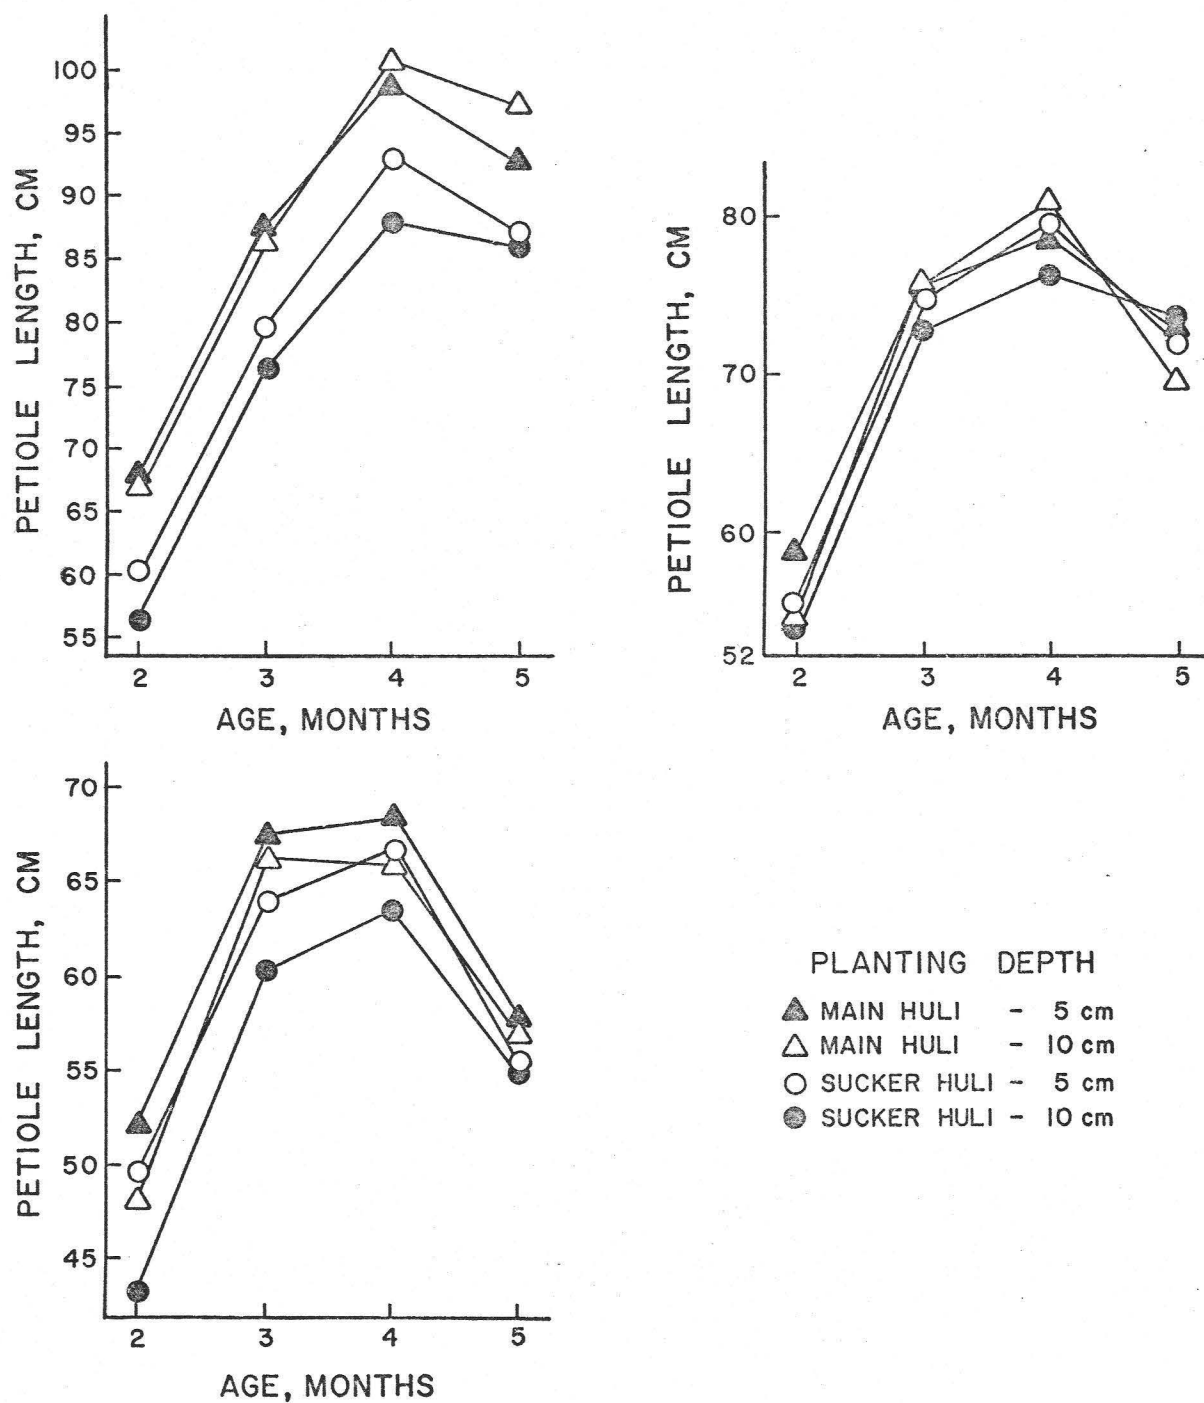 PETIOLE LENGTH, CM
100
95
90
85
80
75
70
65
60
55
2 3 4 5
AGE, MONTHS
PETIOLE LENGTH, CM
80
70
60
52
2 3 4 5
AGE, MONTHS
PETIOLE LENGTH, CM
70
65
60
55
50
45
2 3 4 5
AGE, MONTHS
PLANTING DEPTH
MAIN HULI - 5 cm
MAIN HULI - 10 cm
SUCKER HULI - 5 cm
SUCKER HULI - 10 cm